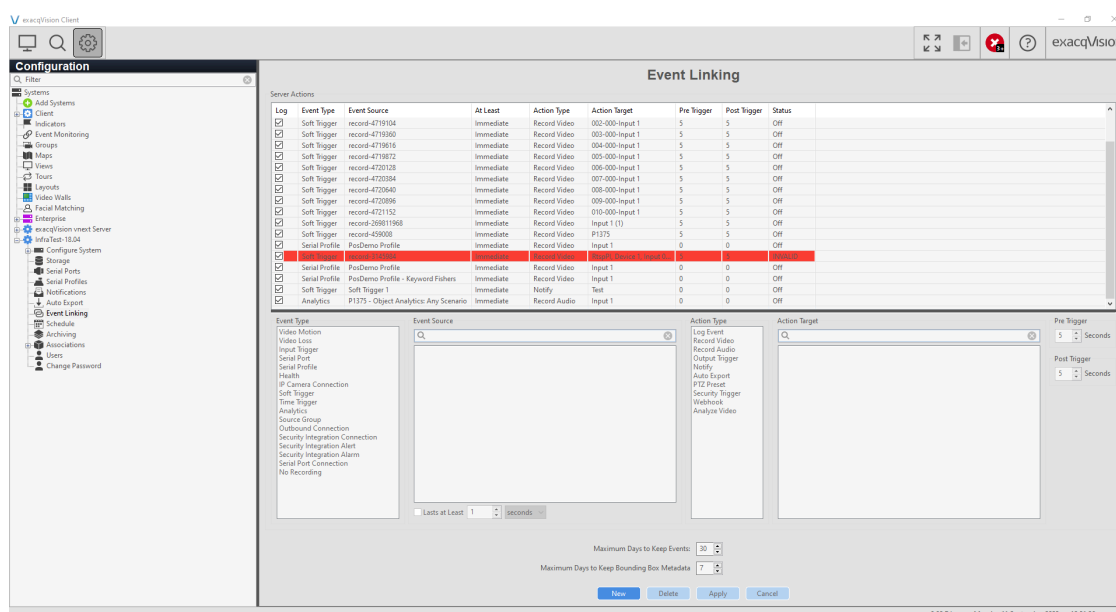 exacqVision Client
exacqVisio
Configuration
Filter
Systems
Add Systems
Client
Indicators
Event Monitoring
Groups
Maps
Views
Tours
Layouts
Video Walls
Facial Matching
Enterprise
exacqVision vnext Server
InfraTest-18.04
Configure System
Storage
Serial Ports
Serial Profiles
Notifications
Auto Export
Event Linking
Schedule
Archiving
Associations
Users
Change Password
Event Linking
Server Actions
Log Event Type Event Source At Least Action Type Action Target Pre Trigger Post Trigger Status
Soft Trigger record-4719104 Immediate Record Video 002-000-Input 1 5 5 Off
Soft Trigger record-4719360 Immediate Record Video 003-000-Input 1 5 5 Off
Soft Trigger record-4719616 Immediate Record Video 004-000-Input 1 5 5 Off
Soft Trigger record-4719872 Immediate Record Video 005-000-Input 1 5 5 Off
Soft Trigger record-4720128 Immediate Record Video 006-000-Input 1 5 5 Off
Soft Trigger record-4720384 Immediate Record Video 007-000-Input 1 5 5 Off
Soft Trigger record-4720640 Immediate Record Video 008-000-Input 1 5 5 Off
Soft Trigger record-4720896 Immediate Record Video 009-000-Input 1 5 5 Off
Soft Trigger record-4721152 Immediate Record Video 010-000-Input 1 5 5 Off
Soft Trigger record-269811968 Immediate Record Video Input 1 (1) 5 5 Off
Soft Trigger record-459008 Immediate Record Video P1375 5 5 Off
Serial Profile PosDemo Profile Immediate Record Video Input 1 0 0 Off
Soft Trigger Immediate Record Video 5 5 INVALID
Serial Profile PosDemo Profile Immediate Record Video Input 1 0 0 Off
Serial Profile PosDemo Profile - Keyword Fishers Immediate Record Video Input 1 0 0 Off
Soft Trigger Soft Trigger 1 Immediate Notify Test 0 0 Off
Analytics P1375 - Object Analytics: Any Scenario Immediate Record Audio Input 1 0 0 Off
Event Type
Video Motion
Video Loss
Input Trigger
Serial Port
Serial Profile
Health
IP Camera Connection
Soft Trigger
Time Trigger
Analytics
Source Group
Outbound Connection
Security Integration Connection
Security Integration Alert
Security Integration Alarm
Serial Port Connection
No Recording
Event Source
Lasts at Least 1 seconds
Action Type
Log Event
Record Video
Record Audio
Output Trigger
Notify
Auto Export
PTZ Preset
Security Trigger
Webhook
Analyze Video
Action Target
Pre Trigger
5 Seconds
Post Trigger
5 Seconds
Maximum Days to Keep Events: 30
Maximum Days to Keep Bounding Box Metadata 7
New Delete Apply Cancel